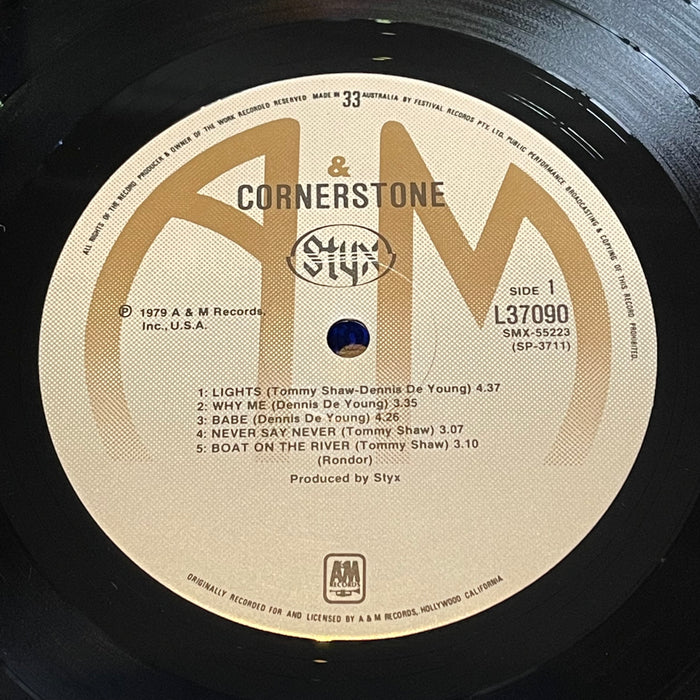 ALL RIGHTS OF THE RECORD PRODUCER & OWNER OF THE WORK RECORDED RESERVED MADE IN 33 AUSTRALIA BY FESTIVAL RECORDS PTY. LTD. PUBLIC PERFORMANCE BROADCASTING & COPYING OF THIS RECORD PROHIBITED.
A & M
CORNERSTONE
Styx
SIDE 1
℗ 1979 A & M Records, Inc., U.S.A.
L37090
SMX-55223
(SP-3711)
1: LIGHTS (Tommy Shaw-Dennis De Young) 4.37
2: WHY ME (Dennis De Young) 3.35
3: BABE (Dennis De Young) 4.26
4: NEVER SAY NEVER (Tommy Shaw) 3.07
5: BOAT ON THE RIVER (Tommy Shaw) 3.10
(Rondor)
Produced by Styx
A&M
RECORDS
ORIGINALLY RECORDED FOR AND LICENSED BY A & M RECORDS, HOLLYWOOD CALIFORNIA